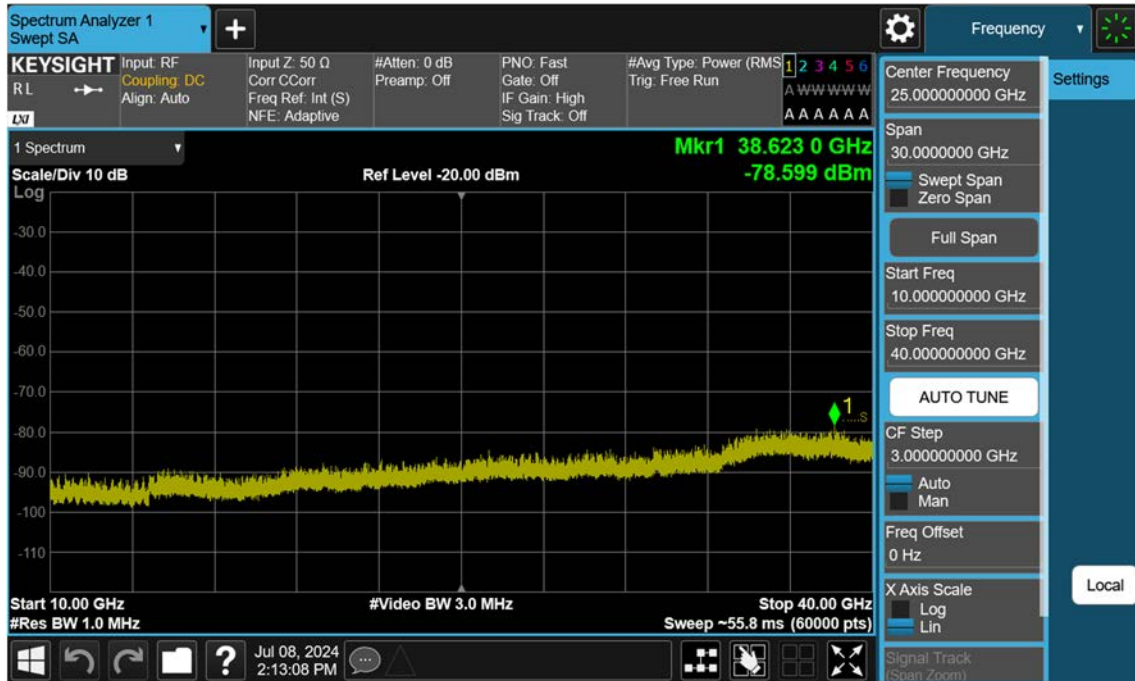 Spectrum Analyzer 1
Swept SA
+
Frequency
KEYSIGHT
RL
LXI
Input: RF
Coupling: DC
Align: Auto
Input Z: 50 Ω
Corr CCorr
Freq Ref: Int (S)
NFE: Adaptive
#Atten: 0 dB
Preamp: Off
PNO: Fast
Gate: Off
IF Gain: High
Sig Track: Off
#Avg Type: Power (RMS
Trig: Free Run
1 2 3 4 5 6
A W W W W W
A A A A A A
1 Spectrum
Scale/Div 10 dB
Ref Level -20.00 dBm
Mkr1 38.623 0 GHz
-78.599 dBm
Log
-30.0
-40.0
-50.0
-60.0
-70.0
-80.0
-90.0
-100
-110
1
S
Start 10.00 GHz
#Res BW 1.0 MHz
#Video BW 3.0 MHz
Stop 40.00 GHz
Sweep ~55.8 ms (60000 pts)
Center Frequency
25.000000000 GHz
Span
30.0000000 GHz
Swept Span
Zero Span
Full Span
Start Freq
10.000000000 GHz
Stop Freq
40.000000000 GHz
AUTO TUNE
CF Step
3.000000000 GHz
Auto
Man
Freq Offset
0 Hz
X Axis Scale
Log
Lin
Signal Track
(Span Zoom)
Settings
Local
?
Jul 08, 2024
2:13:08 PM